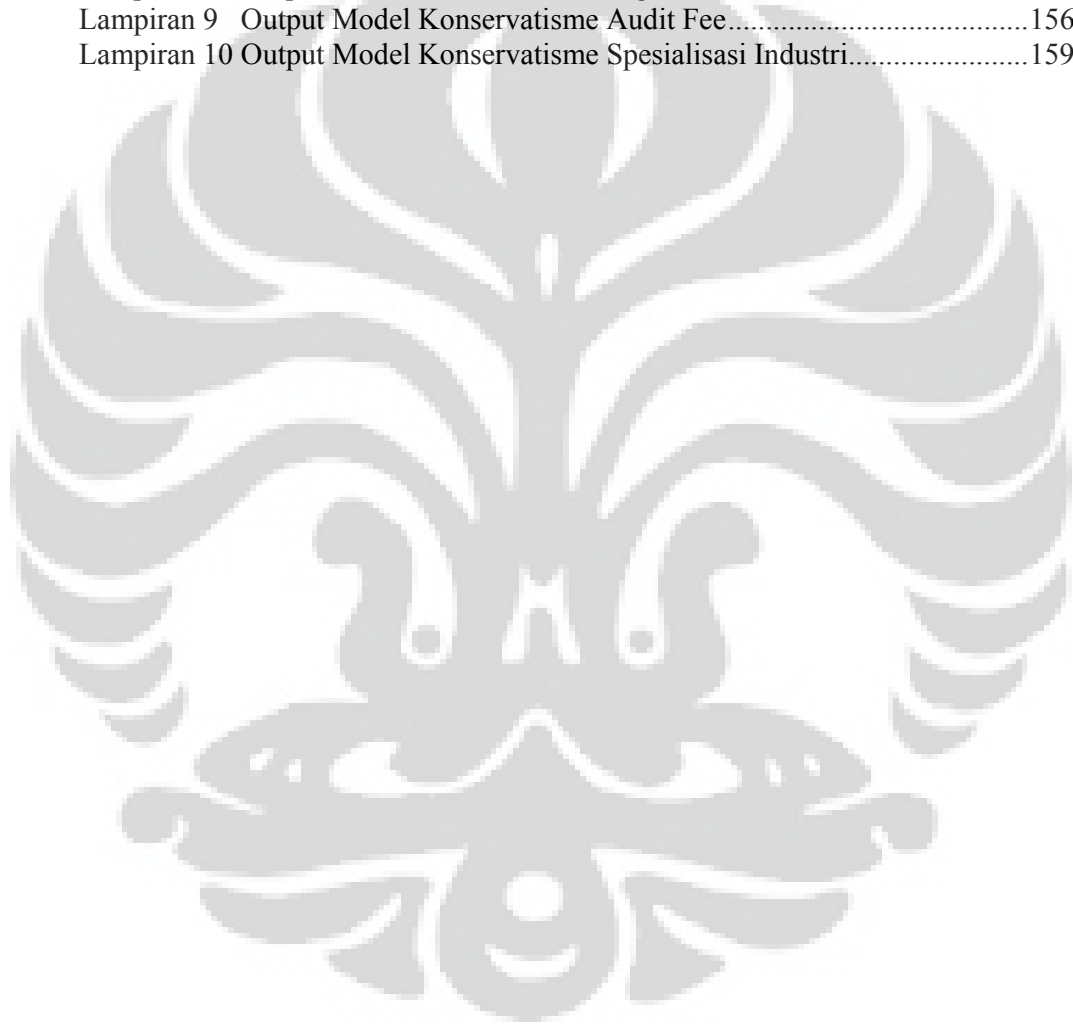 Lampiran 9 Output Model Konservatisme Audit Fee.....................................156
Lampiran 10 Output Model Konservatisme Spesialisasi Industri......................159